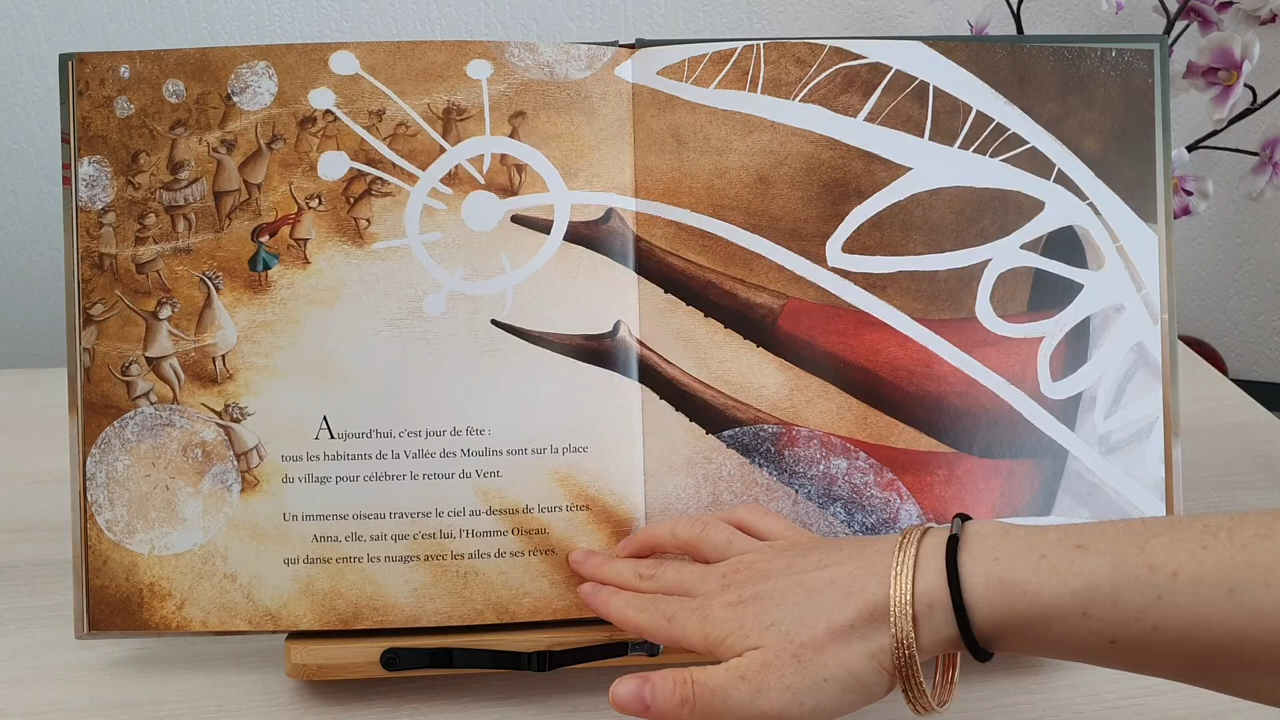 Aujourd'hui, c'est jour de fête :
tous les habitants de la Vallée des Moulins sont sur la place
du village pour célébrer le retour du Vent.
Un immense oiseau traverse le ciel au-dessus de leurs têtes.
Anna, elle, sait que c'est lui, l'Homme Oiseau,
qui danse entre les nuages avec les ailes de ses rêves.